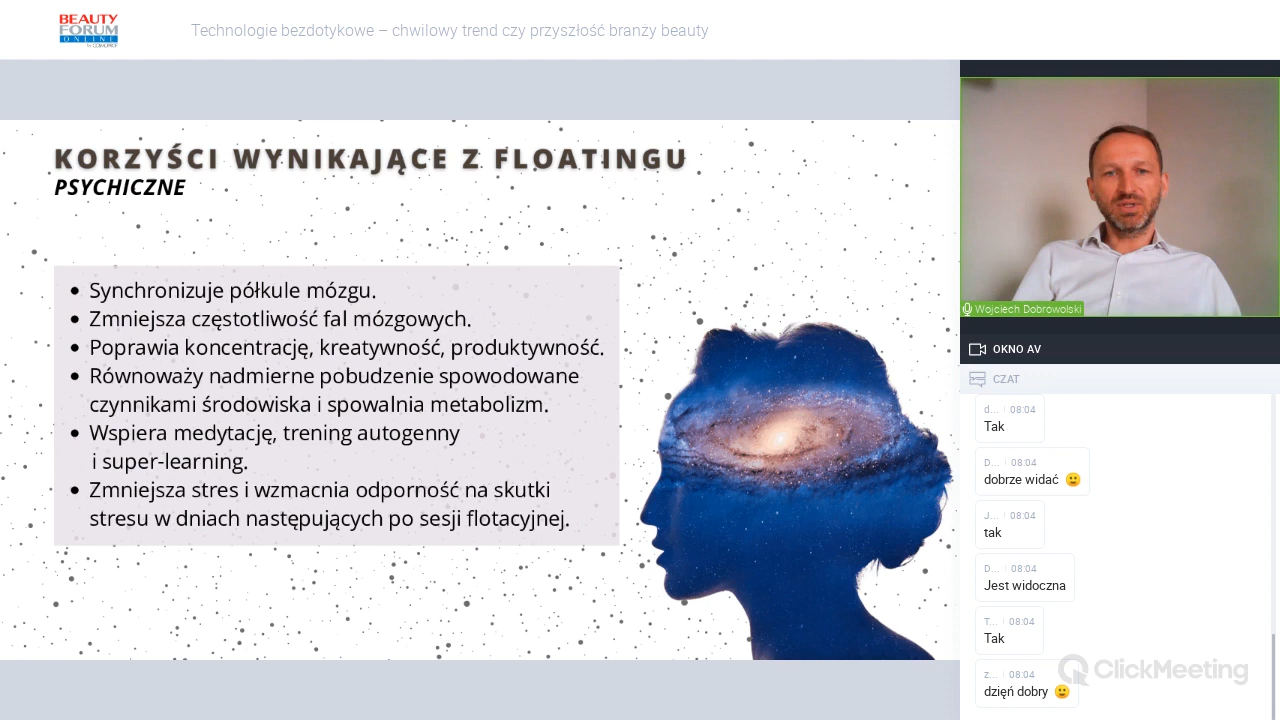 BEAUTY
FORUM
ONLINE
by COSMOPROF
Technologie bezdotykowe – chwilowy trend czy przyszłość branży beauty
KORZYŚCI WYNIKAJĄCE Z FLOATINGU
PSYCHICZNE
• Synchronizuje półkule mózgu.
• Zmniejsza częstotliwość fal mózgowych.
• Poprawia koncentrację, kreatywność, produktywność.
• Równoważy nadmierne pobudzenie spowodowane
czynnikami środowiska i spowalnia metabolizm.
• Wspiera medytację, trening autogenny
i super-learning.
• Zmniejsza stres i wzmacnia odporność na skutki
stresu w dniach następujących po sesji flotacyjnej.
Wojciech Dobrowolski
OKNO AV
CZAT
d... 08:04
Tak
D... 08:04
dobrze widać 🙂
J... 08:04
tak
D... 08:04
Jest widoczna
T... 08:04
Tak
z... 08:04
dzięń dobry 🙂
ClickMeeting